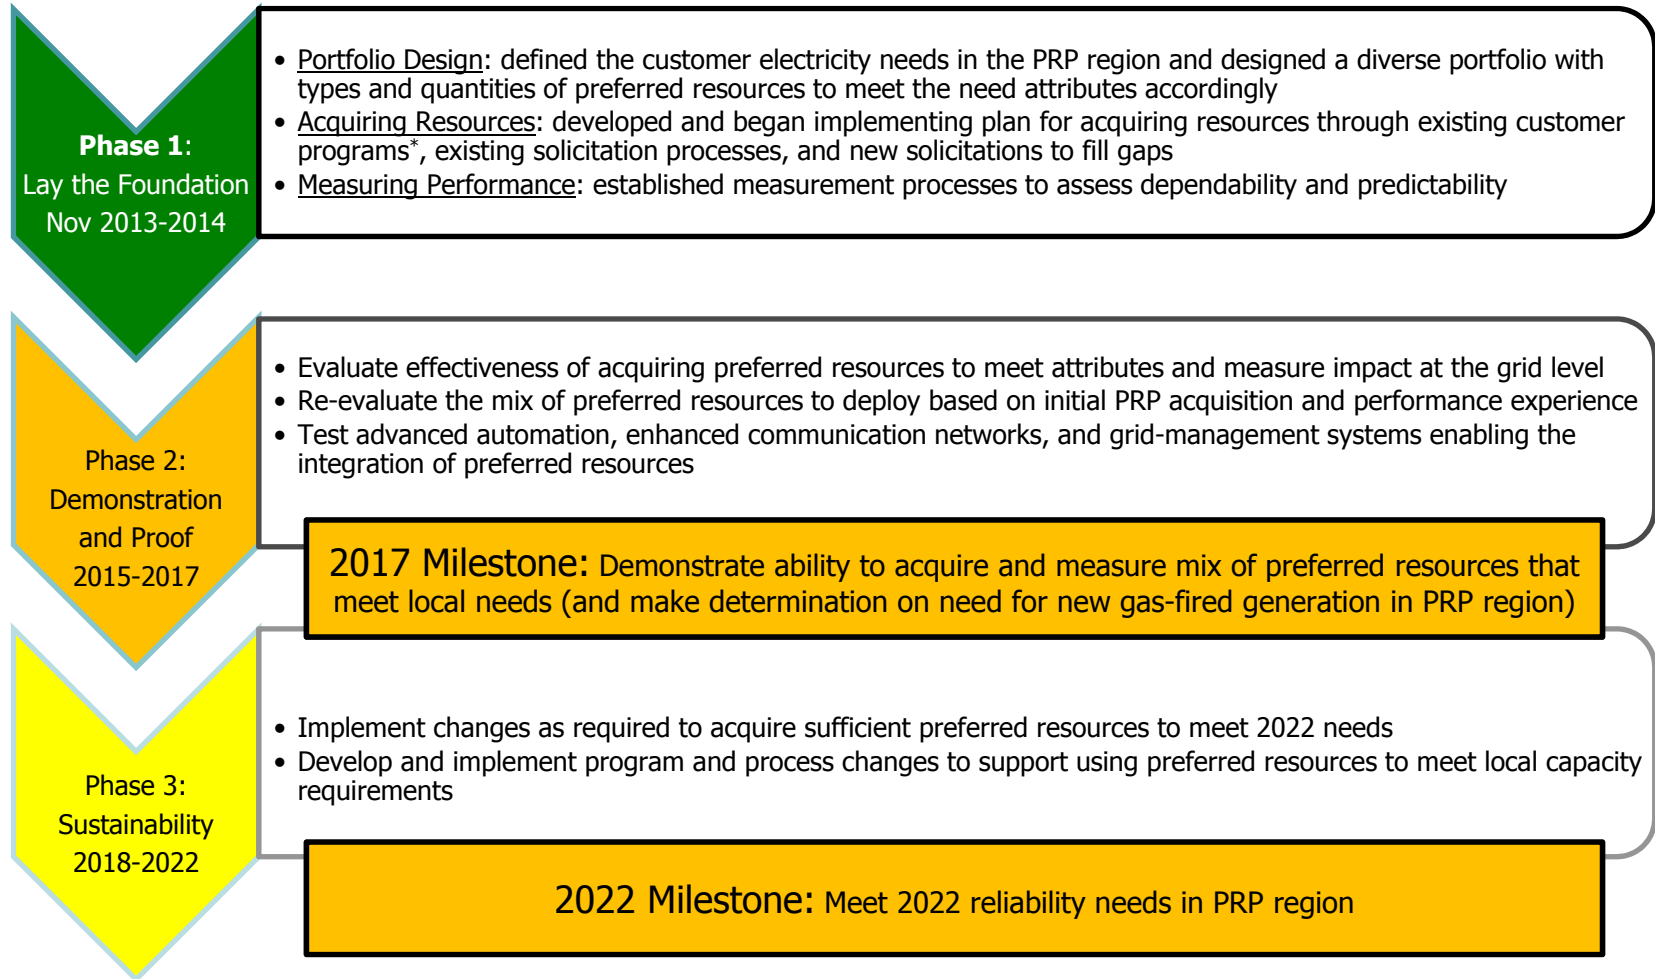 Phase 1:
Lay the Foundation
Nov 2013-2014
• Portfolio Design: defined the customer electricity needs in the PRP region and designed a diverse portfolio with
types and quantities of preferred resources to meet the need attributes accordingly
• Acquiring Resources: developed and began implementing plan for acquiring resources through existing customer
programs*, existing solicitation processes, and new solicitations to fill gaps
• Measuring Performance: established measurement processes to assess dependability and predictability
Phase 2:
Demonstration
and Proof
2015-2017
• Evaluate effectiveness of acquiring preferred resources to meet attributes and measure impact at the grid level
• Re-evaluate the mix of preferred resources to deploy based on initial PRP acquisition and performance experience
• Test advanced automation, enhanced communication networks, and grid-management systems enabling the
integration of preferred resources
2017 Milestone: Demonstrate ability to acquire and measure mix of preferred resources that
meet local needs (and make determination on need for new gas-fired generation in PRP region)
Phase 3:
Sustainability
2018-2022
• Implement changes as required to acquire sufficient preferred resources to meet 2022 needs
• Develop and implement program and process changes to support using preferred resources to meet local capacity
requirements
2022 Milestone: Meet 2022 reliability needs in PRP region